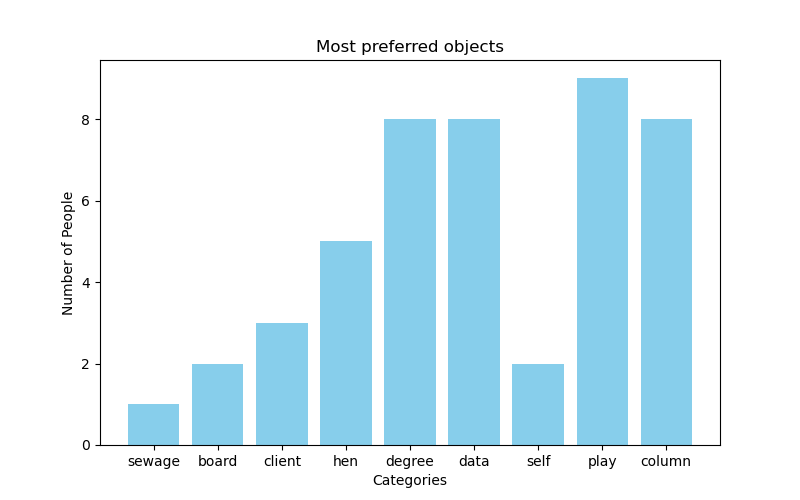 Most preferred objects
Number of People
8
6
4
2
0
sewage board client hen degree data self play column
Categories